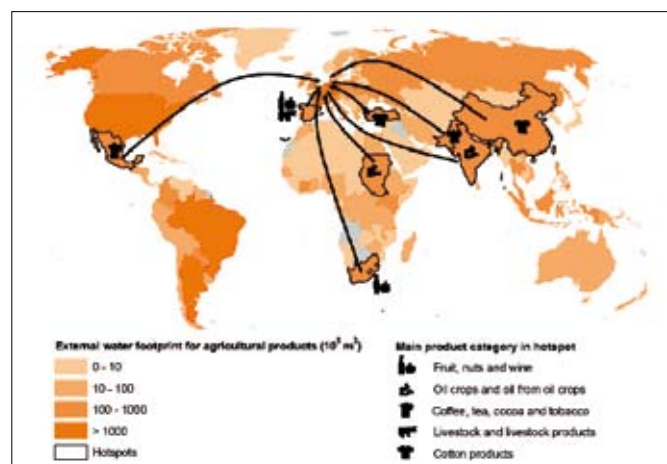 External water footprint for agricultural products (10⁶ m³)
0 - 10
10 - 100
100 - 1000
> 1000
Hotspots
Main product category in hotspot
Fruit, nuts and wine
Oil crops and oil from oil crops
Coffee, tea, cocoa and tobacco
Livestock and livestock products
Cotton products